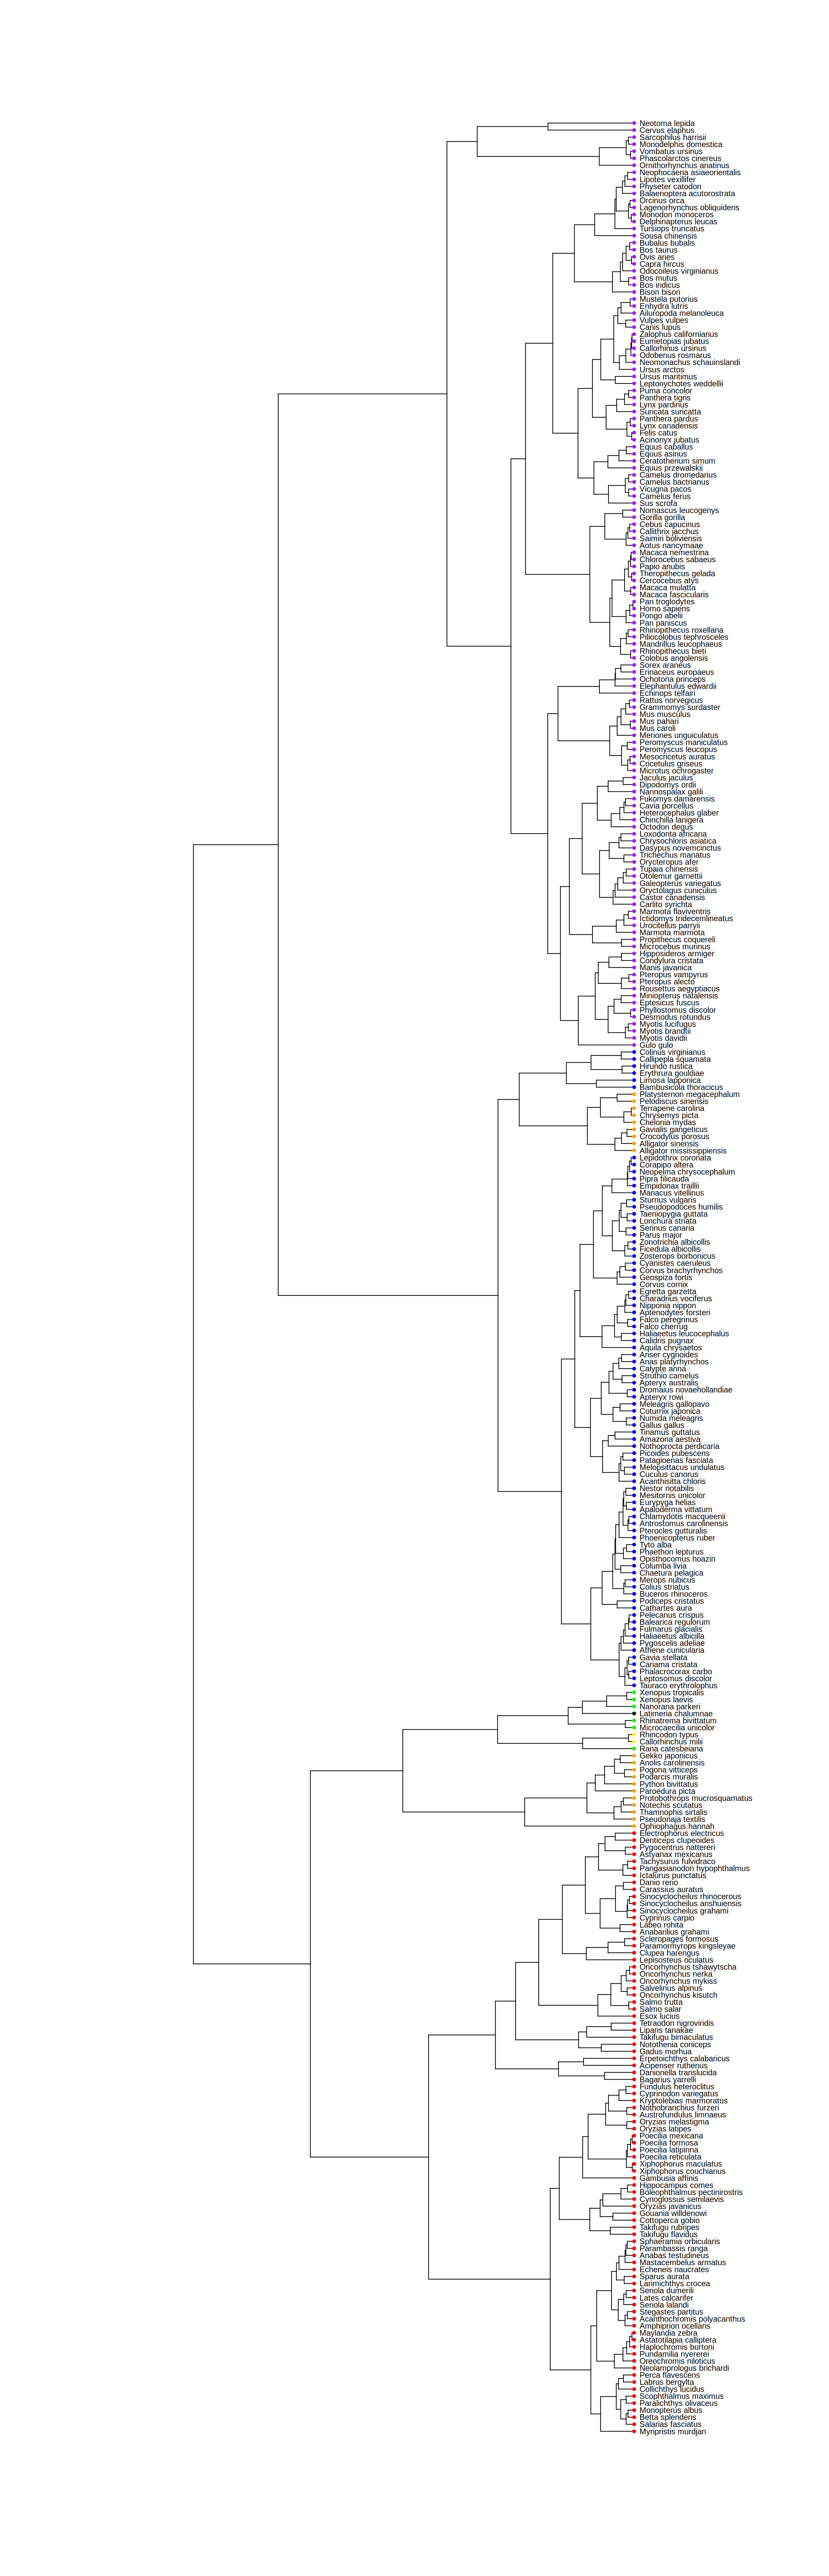 Neotoma lepida
Cervus elaphus
Sarcophilus harrisii
Monodelphis domestica
Vombatus ursinus
Phascolarctos cinereus
Ornithorhynchus anatinus
Neophocaena asiaeorientalis
Lipotes vexillifer
Physeter catodon
Balaenoptera acutorostrata
Orcinus orca
Lagenorhynchus obliquidens
Monodon monoceros
Delphinapterus leucas
Tursiops truncatus
Sousa chinensis
Bubalus bubalis
Bos taurus
Ovis aries
Capra hircus
Odocoileus virginianus
Bos mutus
Bos indicus
Bison bison
Mustela putorius
Enhydra lutris
Ailuropoda melanoleuca
Vulpes vulpes
Canis lupus
Zalophus californianus
Eumetopias jubatus
Callorhinus ursinus
Odobenus rosmarus
Neomonachus schauinslandi
Ursus arctos
Ursus maritimus
Leptonychotes weddellii
Puma concolor
Panthera tigris
Lynx pardinus
Suricata suricatta
Panthera pardus
Lynx canadensis
Felis catus
Acinonyx jubatus
Equus caballus
Equus asinus
Ceratotherium simum
Equus przewalskii
Camelus dromedarius
Camelus bactrianus
Vicugna pacos
Camelus ferus
Sus scrofa
Nomascus leucogenys
Gorilla gorilla
Cebus capucinus
Callithrix jacchus
Saimiri boliviensis
Aotus nancymaae
Macaca nemestrina
Chlorocebus sabaeus
Papio anubis
Theropithecus gelada
Cercocebus atys
Macaca mulatta
Macaca fascicularis
Pan troglodytes
Homo sapiens
Pongo abelii
Pan paniscus
Rhinopithecus roxellana
Piliocolobus tephrosceles
Mandrillus leucophaeus
Rhinopithecus bieti
Colobus angolensis
Sorex araneus
Erinaceus europaeus
Ochotona princeps
Elephantulus edwardii
Echinops telfairi
Rattus norvegicus
Grammomys surdaster
Mus musculus
Mus pahari
Mus caroli
Meriones unguiculatus
Peromyscus maniculatus
Peromyscus leucopus
Mesocricetus auratus
Cricetulus griseus
Microtus ochrogaster
Jaculus jaculus
Dipodomys ordii
Nannospalax galili
Fukomys damarensis
Cavia porcellus
Heterocephalus glaber
Chinchilla lanigera
Octodon degus
Loxodonta africana
Chrysochloris asiatica
Dasypus novemcinctus
Trichechus manatus
Orycteropus afer
Tupaia chinensis
Otolemur garnettii
Galeopterus variegatus
Oryctolagus cuniculus
Castor canadensis
Carlito syrichta
Marmota flaviventris
Ictidomys tridecemlineatus
Urocitellus parryii
Marmota marmota
Propithecus coquereli
Microcebus murinus
Hipposideros armiger
Condylura cristata
Manis javanica
Pteropus vampyrus
Pteropus alecto
Rousettus aegyptiacus
Miniopterus natalensis
Eptesicus fuscus
Phyllostomus discolor
Desmodus rotundus
Myotis lucifugus
Myotis brandtii
Myotis davidii
Gulo gulo
Colinus virginianus
Callipepla squamata
Hirundo rustica
Erythrura gouldiae
Limosa lapponica
Bambusicola thoracicus
Platysternon megacephalum
Pelodiscus sinensis
Terrapene carolina
Chrysemys picta
Chelonia mydas
Gavialis gangeticus
Crocodylus porosus
Alligator sinensis
Alligator mississippiensis
Lepidothrix coronata
Corapipo altera
Neopelma chrysocephalum
Pipra filicauda
Empidonax traillii
Manacus vitellinus
Sturnus vulgaris
Pseudopodoces humilis
Taeniopygia guttata
Lonchura striata
Serinus canaria
Parus major
Zonotrichia albicollis
Ficedula albicollis
Zosterops borbonicus
Cyanistes caeruleus
Corvus brachyrhynchos
Geospiza fortis
Corvus cornix
Egretta garzetta
Charadrius vociferus
Nipponia nippon
Aptenodytes forsteri
Falco peregrinus
Falco cherrug
Haliaeetus leucocephalus
Calidris pugnax
Aquila chrysaetos
Anser cygnoides
Anas platyrhynchos
Calypte anna
Struthio camelus
Apteryx australis
Dromaius novaehollandiae
Apteryx rowi
Meleagris gallopavo
Coturnix japonica
Numida meleagris
Gallus gallus
Tinamus guttatus
Amazona aestiva
Nothoprocta perdicaria
Picoides pubescens
Patagioenas fasciata
Melopsittacus undulatus
Cuculus canorus
Acanthisitta chloris
Nestor notabilis
Mesitornis unicolor
Eurypyga helias
Apaloderma vittatum
Chlamydotis macqueenii
Antrostomus carolinensis
Pterocles gutturalis
Phoenicopterus ruber
Tyto alba
Phaethon lepturus
Opisthocomus hoazin
Columba livia
Chaetura pelagica
Merops nubicus
Colius striatus
Buceros rhinoceros
Podiceps cristatus
Cathartes aura
Pelecanus crispus
Balearica regulorum
Fulmarus glacialis
Haliaeetus albicilla
Pygoscelis adeliae
Athene cunicularia
Gavia stellata
Cariama cristata
Phalacrocorax carbo
Leptosomus discolor
Tauraco erythrolophus
Xenopus tropicalis
Xenopus laevis
Nanorana parkeri
Latimeria chalumnae
Rhinatrema bivittatum
Microcaecilia unicolor
Rhincodon typus
Callorhinchus milii
Rana catesbeiana
Gekko japonicus
Anolis carolinensis
Pogona vitticeps
Podarcis muralis
Python bivittatus
Paroedura picta
Protobothrops mucrosquamatus
Notechis scutatus
Thamnophis sirtalis
Pseudonaja textilis
Ophiophagus hannah
Electrophorus electricus
Denticeps clupeoides
Pygocentrus nattereri
Astyanax mexicanus
Tachysurus fulvidraco
Pangasianodon hypophthalmus
Ictalurus punctatus
Danio rerio
Carassius auratus
Sinocyclocheilus rhinocerous
Sinocyclocheilus anshuiensis
Sinocyclocheilus grahami
Cyprinus carpio
Labeo rohita
Anabarilius grahami
Scleropages formosus
Paramormyrops kingsleyae
Clupea harengus
Lepisosteus oculatus
Oncorhynchus tshawytscha
Oncorhynchus nerka
Oncorhynchus mykiss
Salvelinus alpinus
Oncorhynchus kisutch
Salmo trutta
Salmo salar
Esox lucius
Tetraodon nigroviridis
Liparis tanakae
Takifugu bimaculatus
Notothenia coriiceps
Gadus morhua
Erpetoichthys calabaricus
Acipenser ruthenus
Danionella translucida
Bagarius yarrelli
Fundulus heteroclitus
Cyprinodon variegatus
Kryptolebias marmoratus
Nothobranchius furzeri
Austrofundulus limnaeus
Oryzias melastigma
Oryzias latipes
Poecilia mexicana
Poecilia formosa
Poecilia latipinna
Poecilia reticulata
Xiphophorus maculatus
Xiphophorus couchianus
Gambusia affinis
Hippocampus comes
Boleophthalmus pectinirostris
Cynoglossus semilaevis
Oryzias javanicus
Gouania willdenowi
Cottoperca gobio
Takifugu rubripes
Takifugu flavidus
Sphaeramia orbicularis
Parambassis ranga
Anabas testudineus
Mastacembelus armatus
Echeneis naucrates
Sparus aurata
Larimichthys crocea
Seriola dumerili
Lates calcarifer
Seriola lalandi
Stegastes partitus
Acanthochromis polyacanthus
Amphiprion ocellaris
Maylandia zebra
Astatotilapia calliptera
Haplochromis burtoni
Pundamilia nyererei
Oreochromis niloticus
Neolamprologus brichardi
Perca flavescens
Labrus bergylta
Collichthys lucidus
Scophthalmus maximus
Paralichthys olivaceus
Monopterus albus
Betta splendens
Salarias fasciatus
Myripristis murdjan